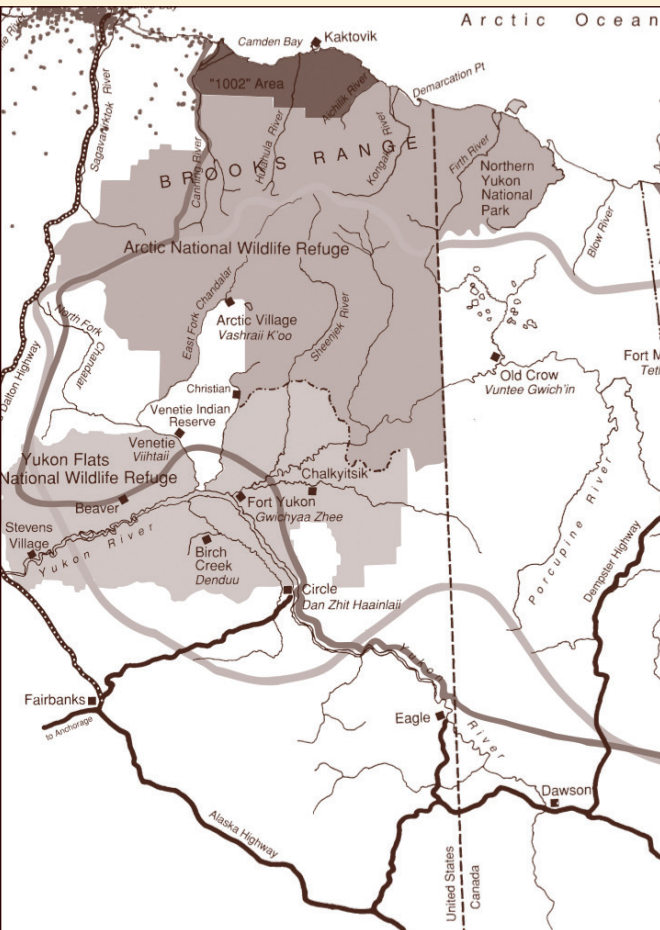 Arctic Ocean
Camden Bay
Kaktovik
"1002" Area
Demarcation Pt
Sagavanirktok River
Canning River
Hulahula River
Kongakut River
Firth River
BROOKS RANGE
Northern
Yukon
National
Park
Blow River
Arctic National Wildlife Refuge
East Fork Chandalar
Sheenjek River
North Fork
Chandalar
Arctic Village
Vashraii K'oo
Dalton Highway
Old Crow
Vuntee Gwich'in
Fort M
Tetl
Christian
Venetie Indian
Reserve
Venetie
Viihtaii
Yukon Flats
National Wildlife Refuge
Chalkyitsik
Beaver
Fort Yukon
Gwichyaa Zhee
Stevens
Village
Yukon River
Birch
Creek
Denduu
Porcupine River
Dempster Highway
Circle
Dan Zhit Haainlaii
Yukon River
Fairbanks
to Anchorage
Eagle
Dawson
Alaska Highway
United States
Canada